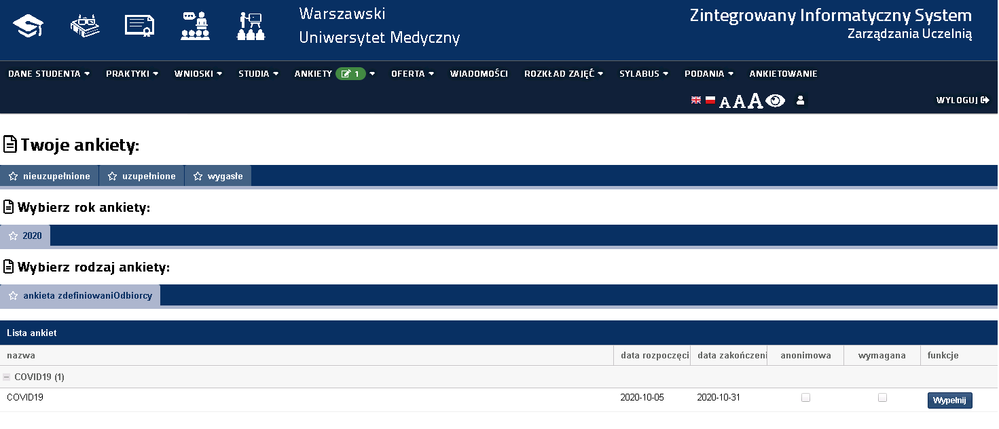 Warszawski
Uniwersytet Medyczny
Zintegrowany Informatyczny System
Zarządzania Uczelnią
DANE STUDENTA PRAKTYKI WNIOSKI STUDIA ANKIETY 1 OFERTA WIADOMOŚCI ROZKŁAD ZAJĘĆ SYLABUS PODANIA ANKIETOWANIE
A A A WYLOGUJ
Twoje ankiety:
nieuzupełnione uzupełnione wygasłe
Wybierz rok ankiety:
2020
Wybierz rodzaj ankiety:
ankieta zdefiniowaniOdbiorcy
Lista ankiet
nazwa data rozpoczęci data zakończeni anonimowa wymagana funkcje
COVID19 (1)
COVID19 2020-10-05 2020-10-31 Wypełnij